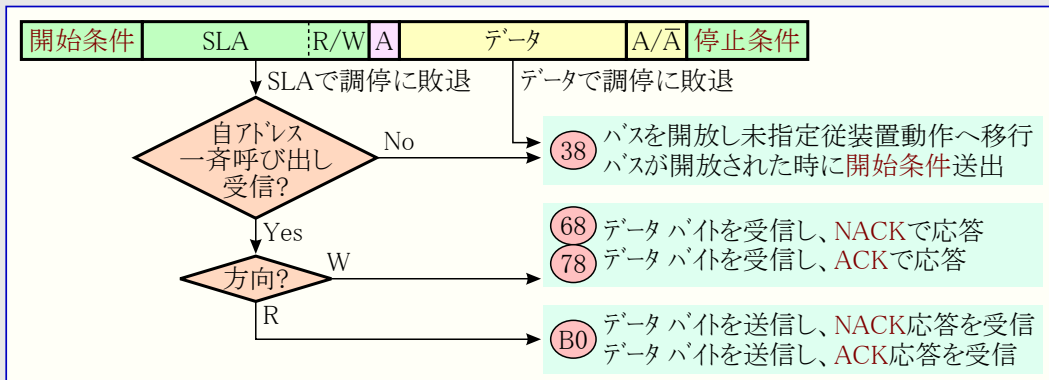 開始条件 SLA R/W A データ A/A̅ 停止条件
SLAで調停に敗退 データで調停に敗退
自アドレス
一斉呼び出し
受信?
No
38
バスを開放し未指定従装置動作へ移行
バスが開放された時に開始条件送出
Yes
方向?
W
68 データ バイトを受信し、NACKで応答
78 データ バイトを受信し、ACKで応答
R
B0
データ バイトを送信し、NACK応答を受信
データ バイトを送信し、ACK応答を受信